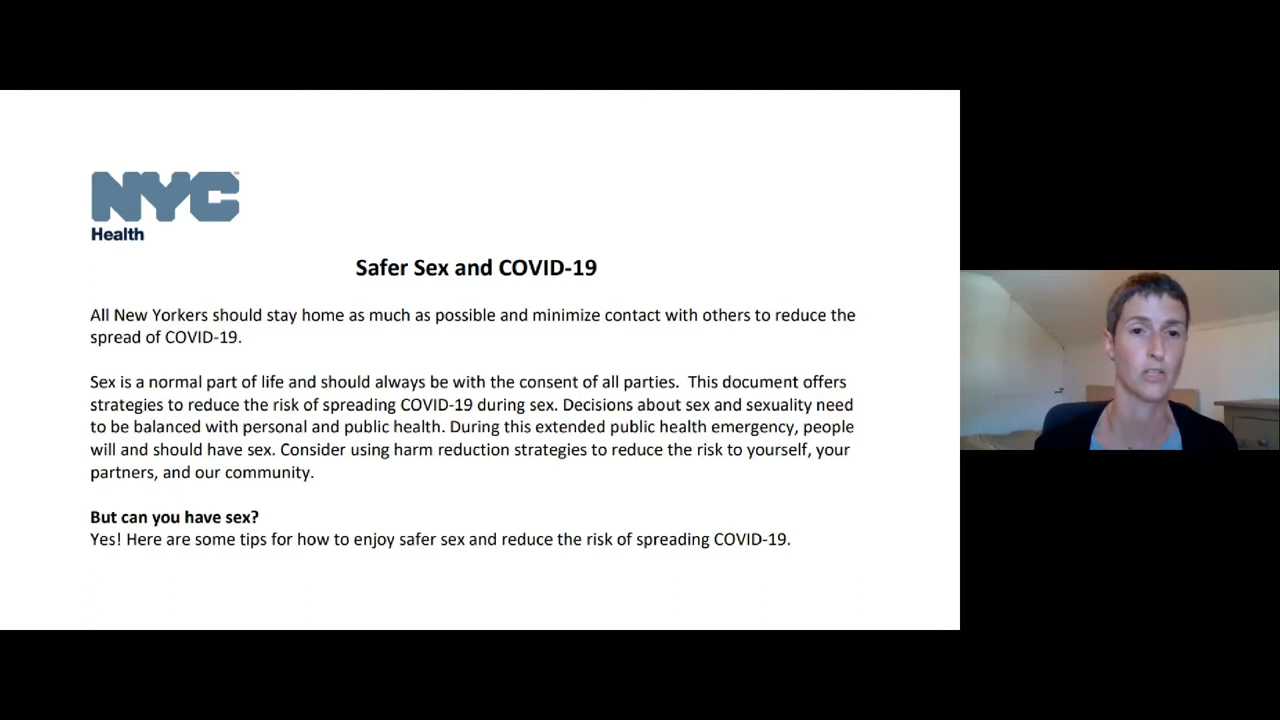 NYC
Health
Safer Sex and COVID-19
All New Yorkers should stay home as much as possible and minimize contact with others to reduce the
spread of COVID-19.
Sex is a normal part of life and should always be with the consent of all parties.  This document offers
strategies to reduce the risk of spreading COVID-19 during sex. Decisions about sex and sexuality need
to be balanced with personal and public health. During this extended public health emergency, people
will and should have sex. Consider using harm reduction strategies to reduce the risk to yourself, your
partners, and our community.
But can you have sex?
Yes! Here are some tips for how to enjoy safer sex and reduce the risk of spreading COVID-19.